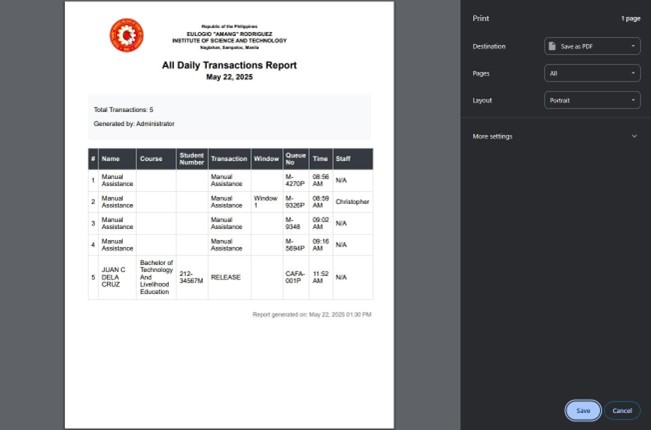 Republic of the Philippines
EULOGIO "AMANG" RODRIGUEZ
INSTITUTE OF SCIENCE AND TECHNOLOGY
Nagtahan, Sampaloc, Manila
All Daily Transactions Report
May 22, 2025
Total Transactions: 5
Generated by: Administrator
# Name Course Student Number Transaction Window Queue No Time Staff
1 Manual Assistance Manual Assistance M-4270P 08:56 AM N/A
2 Manual Assistance Manual Assistance Window 1 M-9326P 08:59 AM Christopher
3 Manual Assistance Manual Assistance M-9348 09:02 AM N/A
4 Manual Assistance Manual Assistance M-5694P 09:16 AM N/A
5 JUAN C DELA CRUZ Bachelor of Technology And Livelihood Education 212-34567M RELEASE CAFA-001P 11:52 AM N/A
Report generated on: May 22, 2025 01:30 PM
Print 1 page
Destination Save as PDF
Pages All
Layout Portrait
More settings
Save Cancel